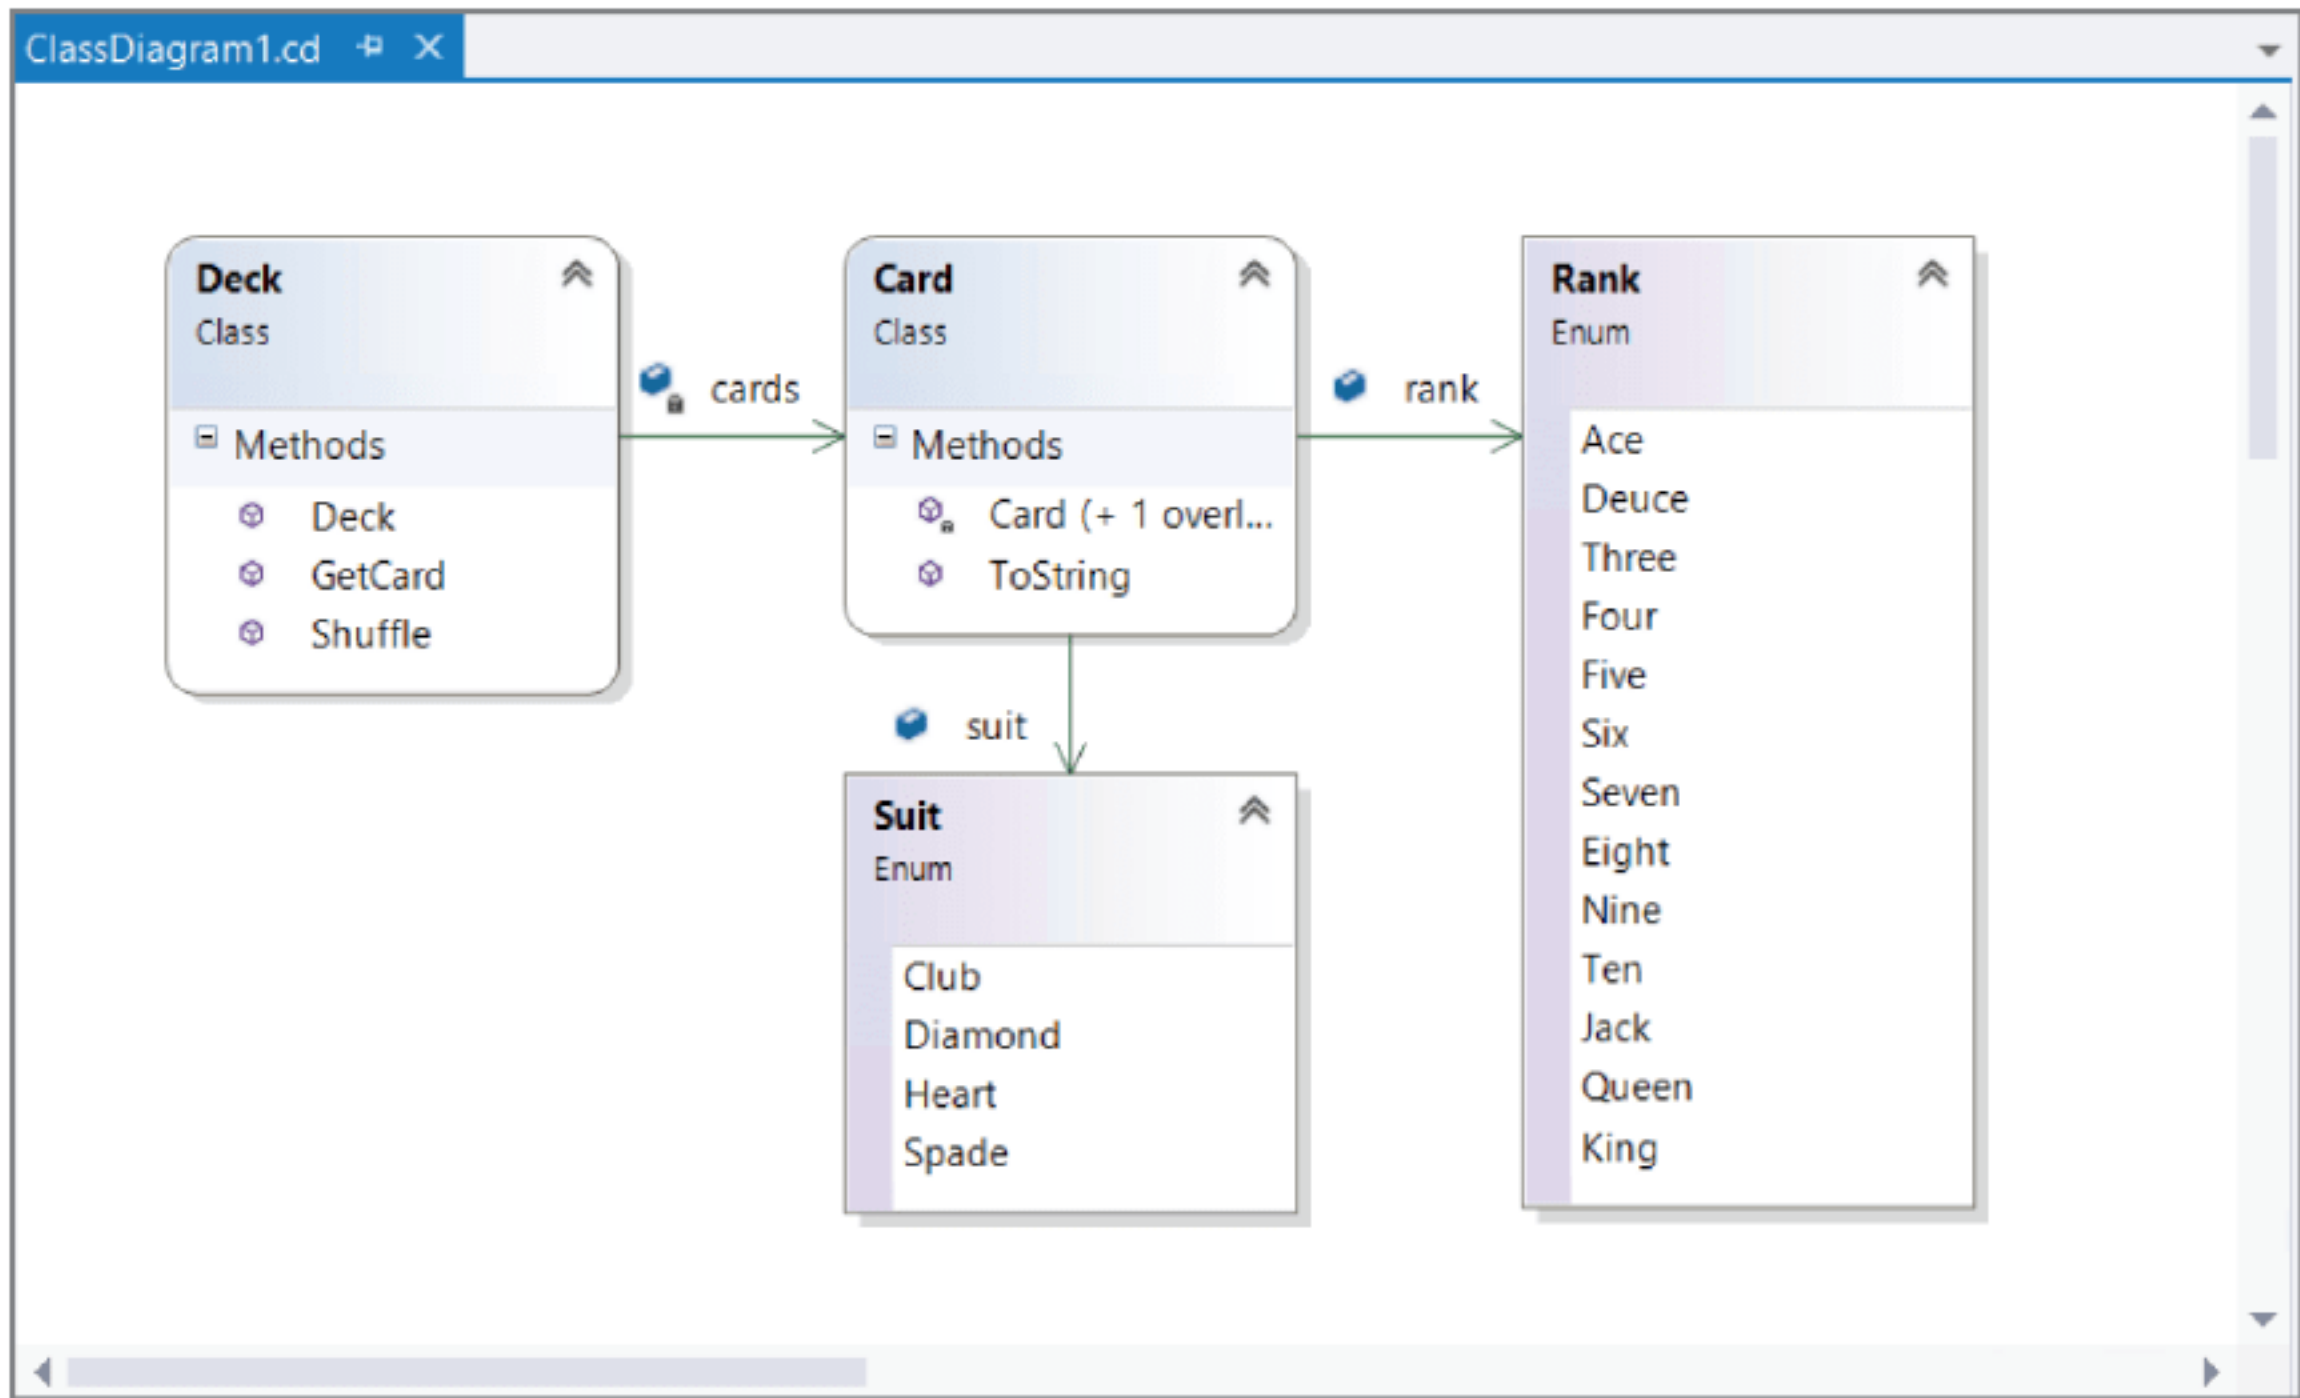 ClassDiagram1.cd
Deck
Class
Methods
Deck
GetCard
Shuffle
cards
Card
Class
Methods
Card (+ 1 overl...
ToString
rank
Rank
Enum
Ace
Deuce
Three
Four
Five
Six
Seven
Eight
Nine
Ten
Jack
Queen
King
suit
Suit
Enum
Club
Diamond
Heart
Spade